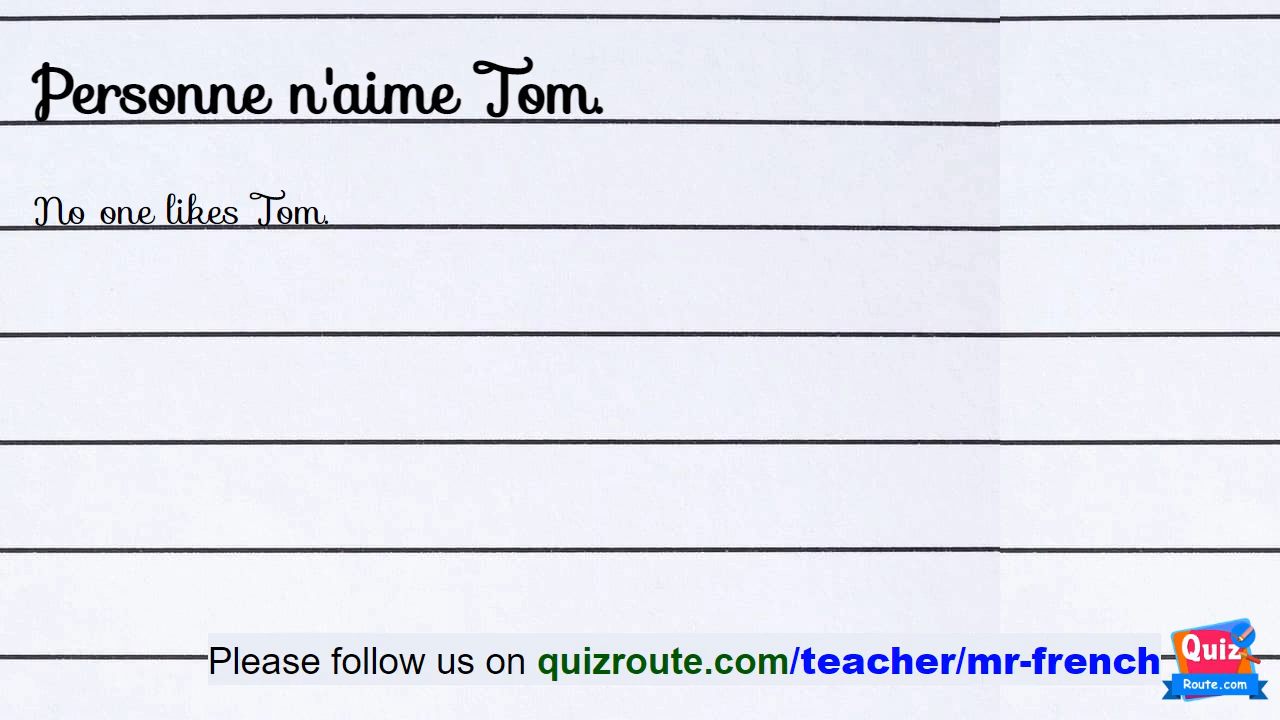 Personne n'aime Tom.
No one likes Tom.
Please follow us on quizroute.com/teacher/mr-french
Quiz
Route.com